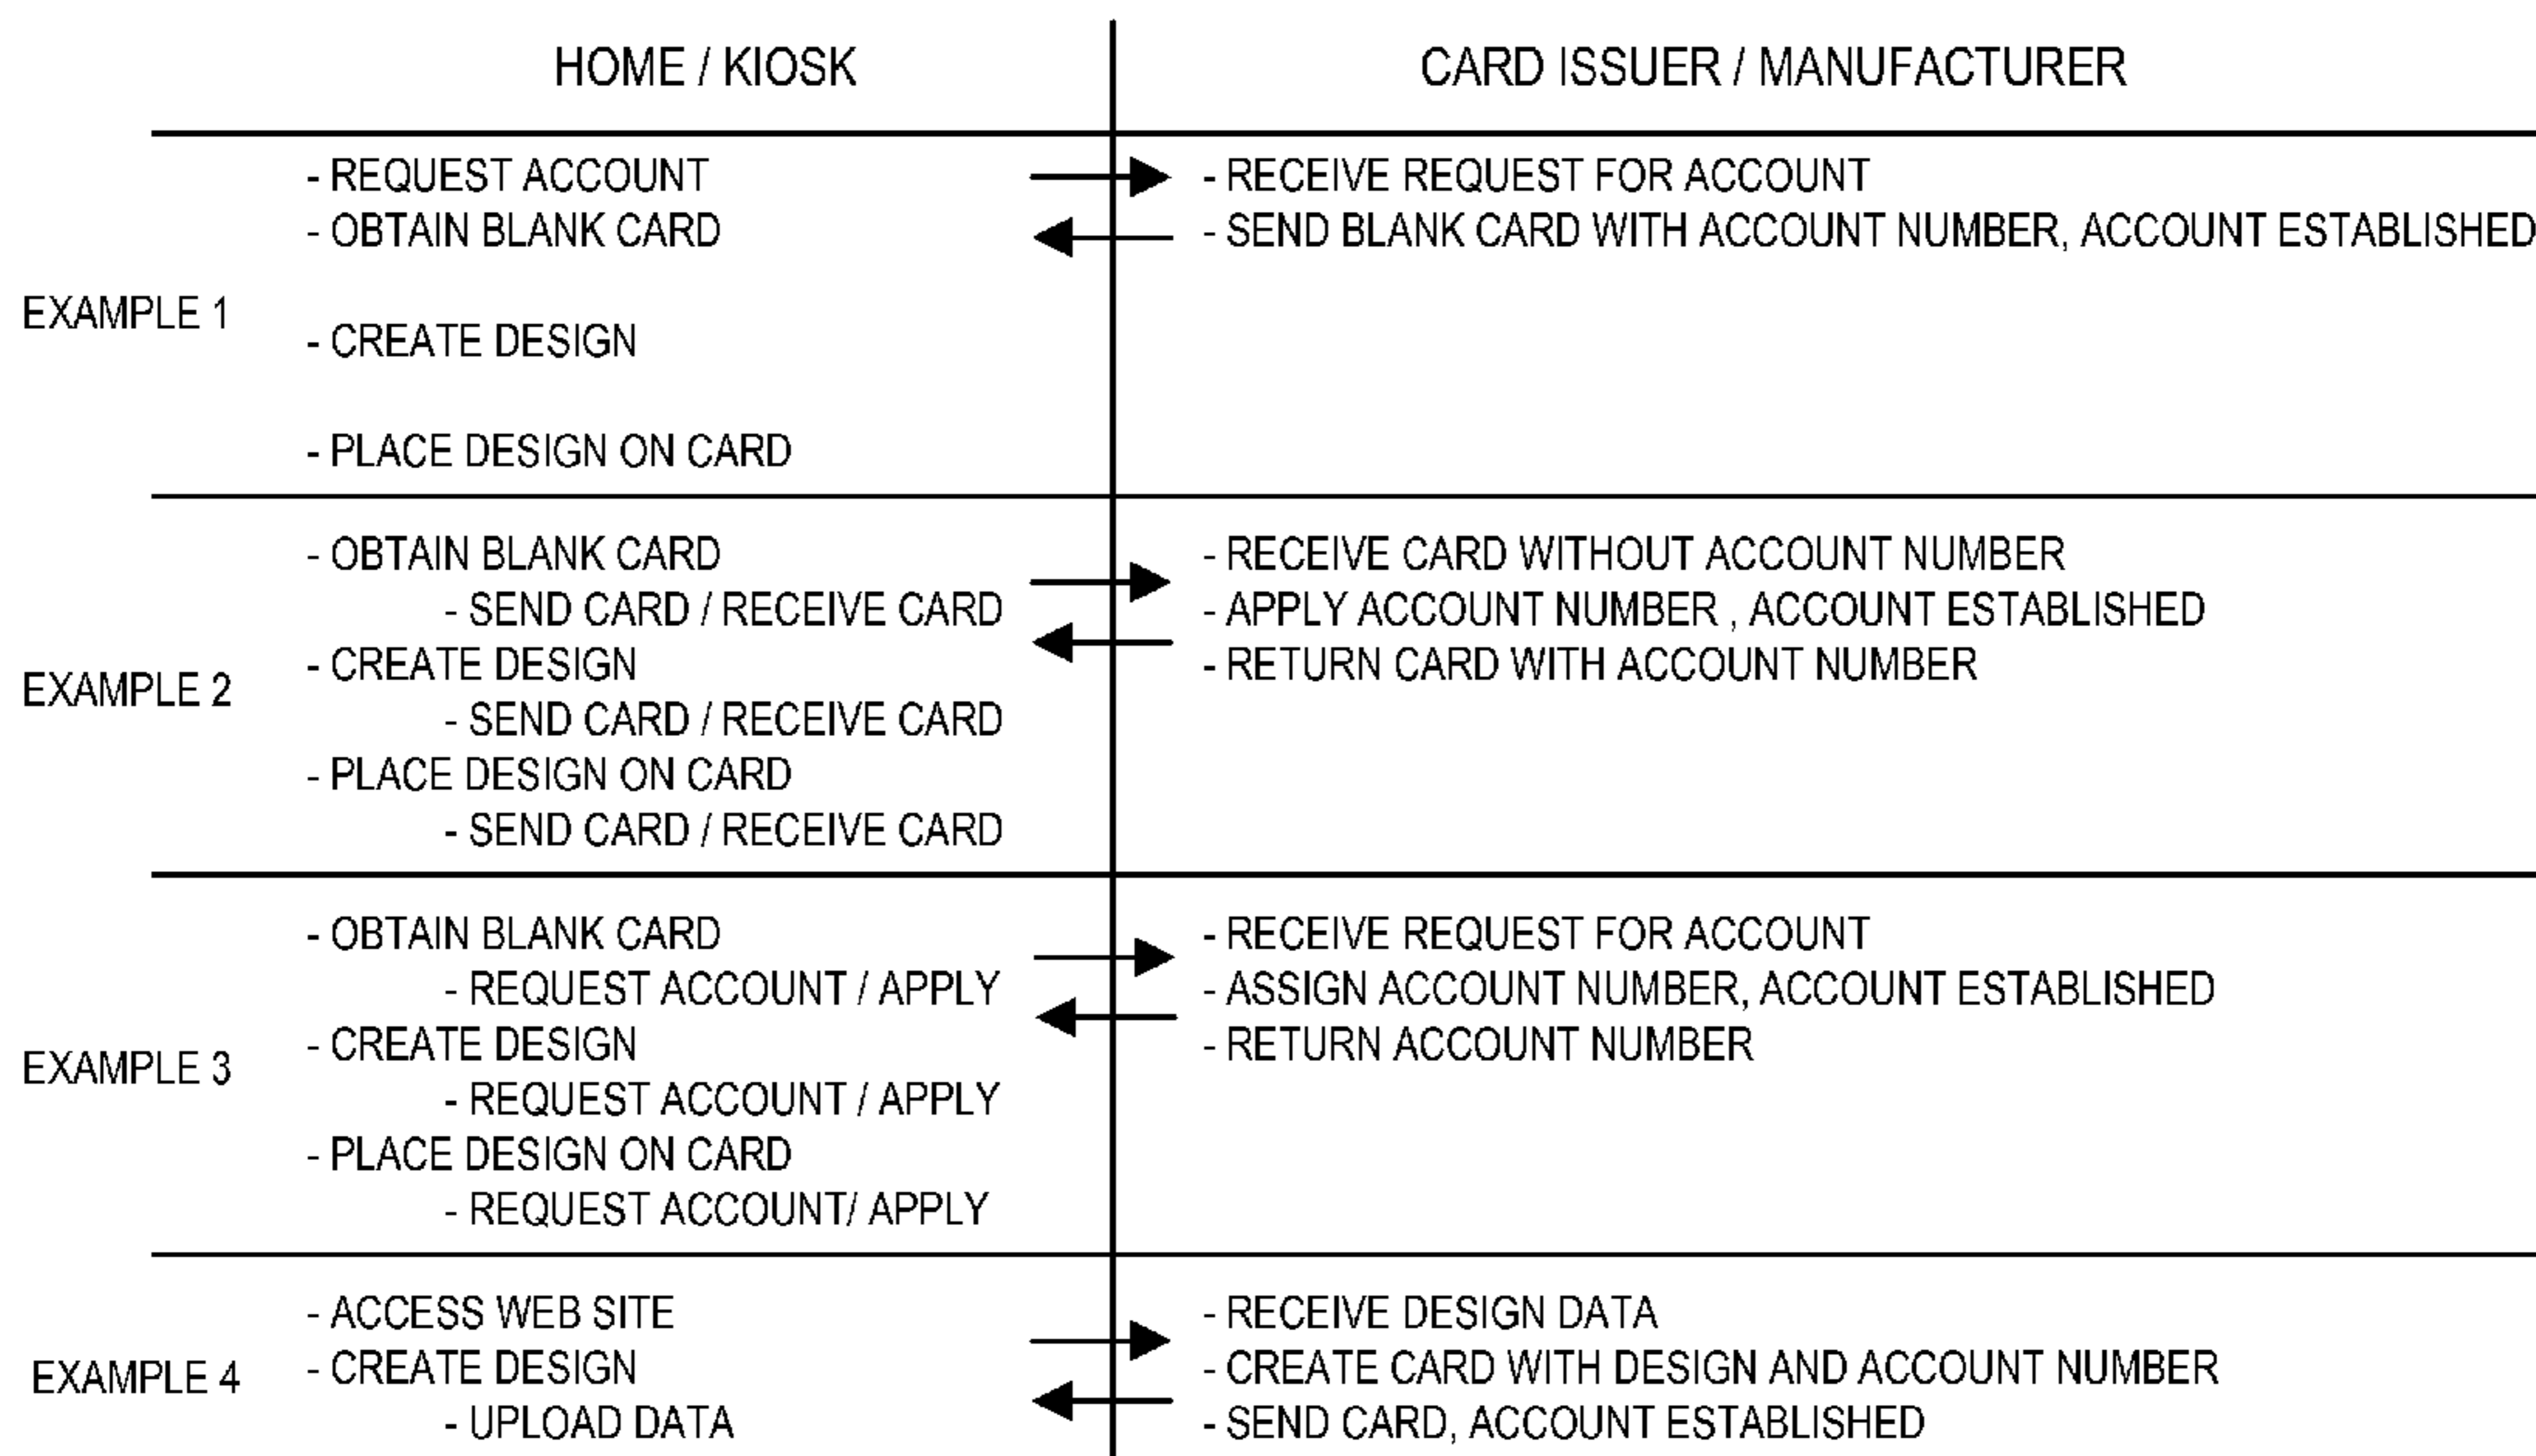 HOME / KIOSK
CARD ISSUER / MANUFACTURER
EXAMPLE 1
- REQUEST ACCOUNT
- OBTAIN BLANK CARD
- CREATE DESIGN
- PLACE DESIGN ON CARD
- RECEIVE REQUEST FOR ACCOUNT
- SEND BLANK CARD WITH ACCOUNT NUMBER, ACCOUNT ESTABLISHED
EXAMPLE 2
- OBTAIN BLANK CARD
- SEND CARD / RECEIVE CARD
- CREATE DESIGN
- SEND CARD / RECEIVE CARD
- PLACE DESIGN ON CARD
- SEND CARD / RECEIVE CARD
- RECEIVE CARD WITHOUT ACCOUNT NUMBER
- APPLY ACCOUNT NUMBER , ACCOUNT ESTABLISHED
- RETURN CARD WITH ACCOUNT NUMBER
EXAMPLE 3
- OBTAIN BLANK CARD
- REQUEST ACCOUNT / APPLY
- CREATE DESIGN
- REQUEST ACCOUNT / APPLY
- PLACE DESIGN ON CARD
- REQUEST ACCOUNT/ APPLY
- RECEIVE REQUEST FOR ACCOUNT
- ASSIGN ACCOUNT NUMBER, ACCOUNT ESTABLISHED
- RETURN ACCOUNT NUMBER
EXAMPLE 4
- ACCESS WEB SITE
- CREATE DESIGN
- UPLOAD DATA
- RECEIVE DESIGN DATA
- CREATE CARD WITH DESIGN AND ACCOUNT NUMBER
- SEND CARD, ACCOUNT ESTABLISHED